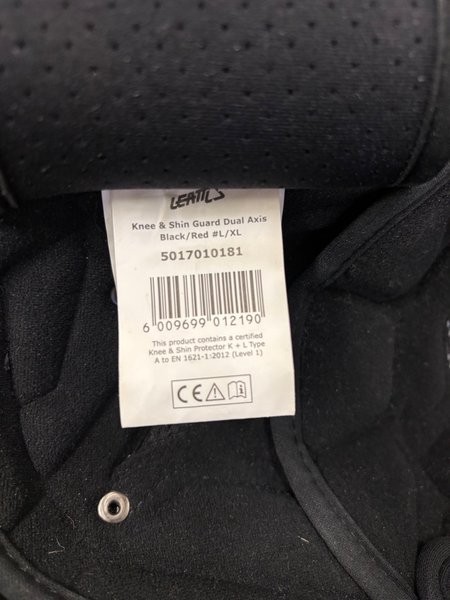 Knee & Shin Guard Dual Axis
Black/Red #L/XL
5017010181
6 009699 012190
This product contains a certified
Knee & Shin Protector K + L Type
A to EN 1621-1:2012 (Level 1)
CE